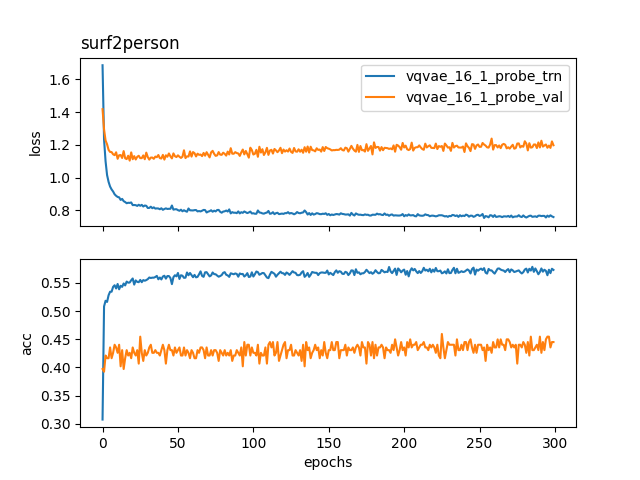 surf2person
1.6
1.4
1.2
1.0
0.8
loss
vqvae_16_1_probe_trn
vqvae_16_1_probe_val
0.55
0.50
0.45
0.40
0.35
0.30
acc
0 50 100 150 200 250 300
epochs